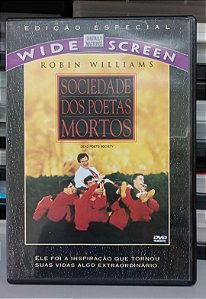 EDIÇÃO ESPECIAL
WIDE SCREEN
ROBIN WILLIAMS
SOCIEDADE
DOS POETAS
MORTOS
DEAD POETS SOCIETY
DVD
ELE FOI A INSPIRAÇÃO QUE TORNOU
SUAS VIDAS ALGO EXTRAORDINÁRIO.